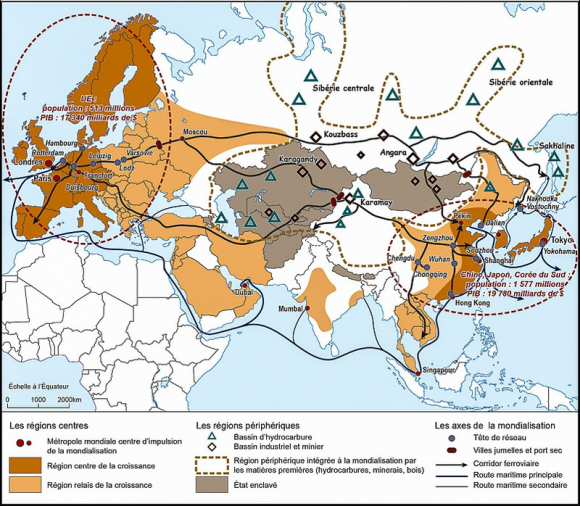 Sibérie centrale
Sibérie orientale
UE :
population : 513 millions
PIB : 17 340 milliards de $
Moscou
Kouzbass
Angara
Sakhaline
Hambourg
Rotterdam
Londres
Leipzig
Varsovie
Lodz
Paris
Francfort
Duisbourg
Karagandy
Karamay
Nakhodka
Vostochny
Pékin
Dalian
Tokyo
Yokohama
Zengzhou
Souzhou
Shanghai
Chengdu
Wuhan
Chongqing
Chine, Japon, Corée du Sud :
population : 1 577 millions
PIB : 19 780 milliards de $
Hong Kong
Dubaï
Mumbai
Singapour
Échelle à l'Équateur
0 1000 2000km
Les régions centres
Métropole mondiale centre d'impulsion
de la mondialisation
Région centre de la croissance
Région relais de la croissance
Les régions périphériques
Bassin d'hydrocarbure
Bassin industriel et minier
Région périphérique intégrée à la mondialisation par
les matières premières (hydrocarbures, minerais, bois)
État enclavé
Les axes de la mondialisation
Tête de réseau
Villes jumelles et port sec
Corridor ferroviaire
Route maritime principale
Route maritime secondaire